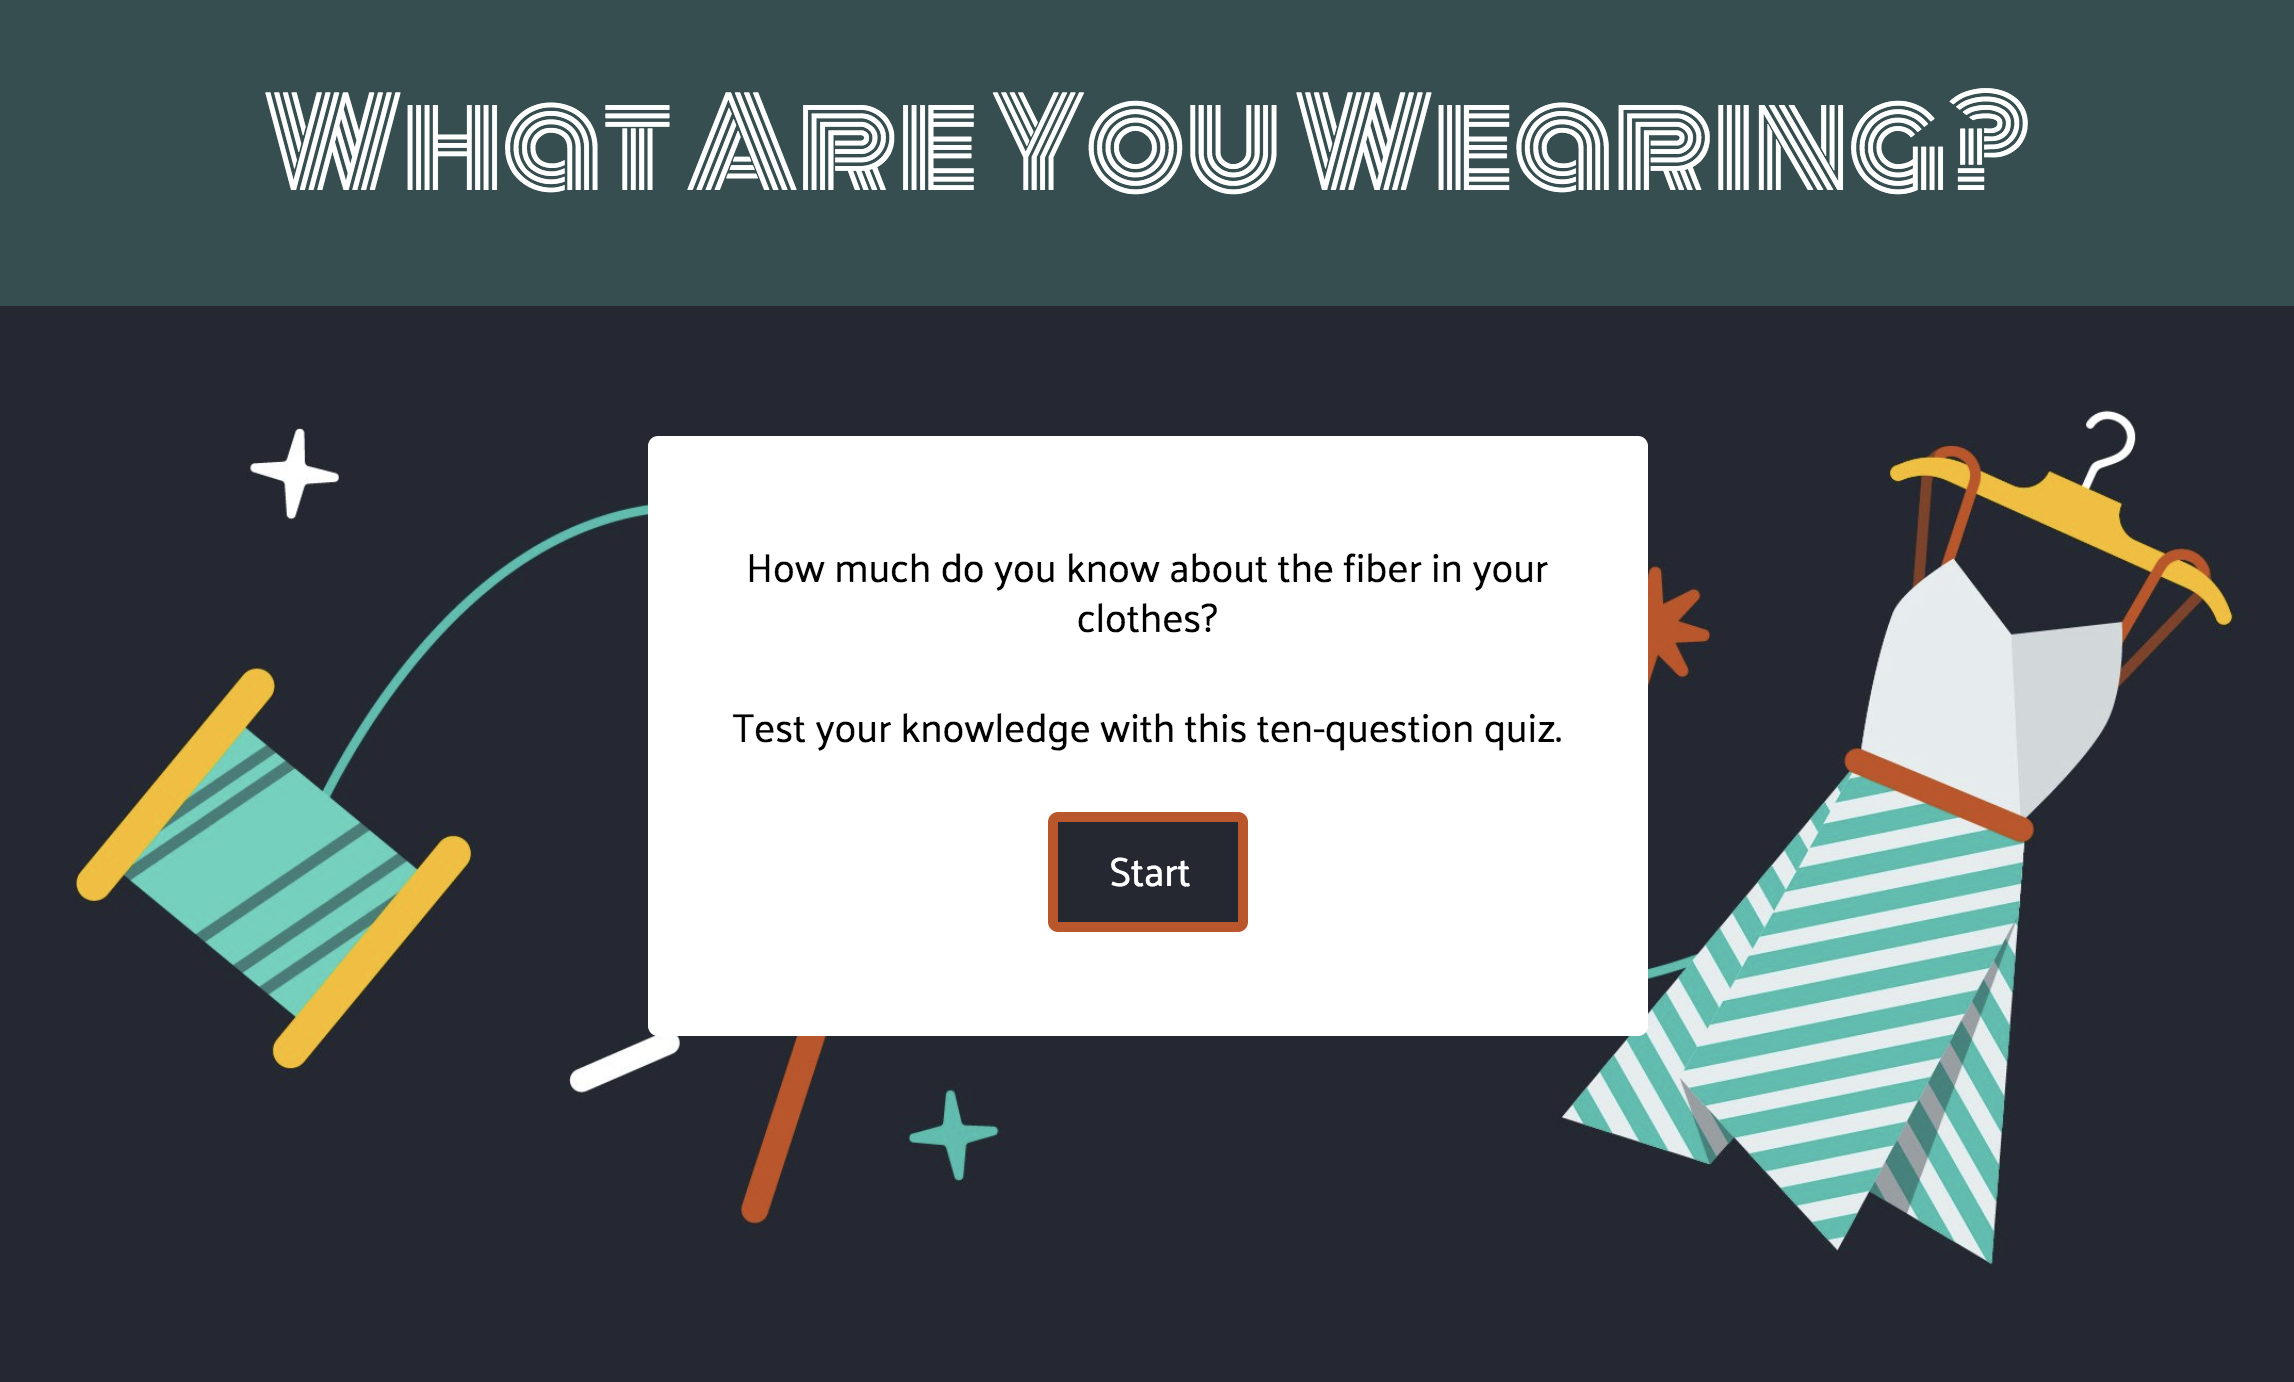 What Are You Wearing?
How much do you know about the fiber in your
clothes?
Test your knowledge with this ten-question quiz.
Start